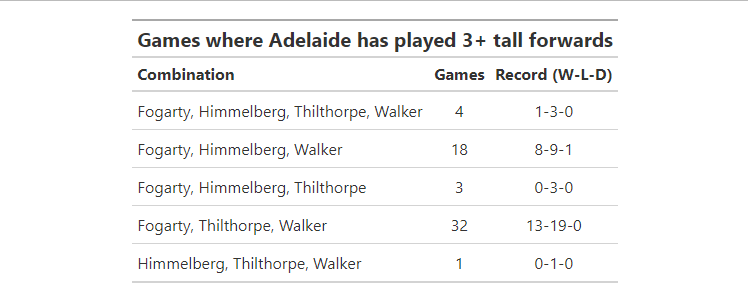 Games where Adelaide has played 3+ tall forwards
Combination Games Record (W-L-D)
Fogarty, Himmelberg, Thilthorpe, Walker 4 1-3-0
Fogarty, Himmelberg, Walker 18 8-9-1
Fogarty, Himmelberg, Thilthorpe 3 0-3-0
Fogarty, Thilthorpe, Walker 32 13-19-0
Himmelberg, Thilthorpe, Walker 1 0-1-0